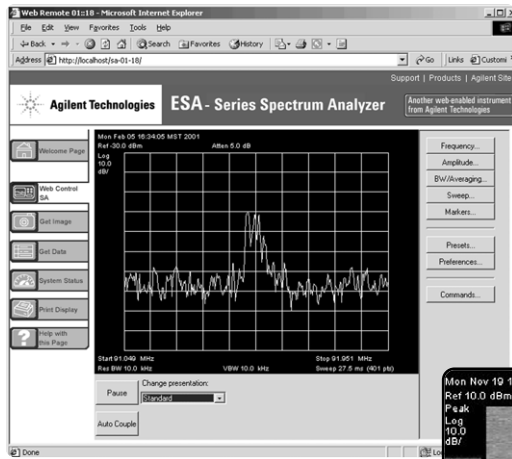 Web Remote 01::18 - Microsoft Internet Explorer
File Edit View Favorites Tools Help
Back Search Favorites History
Address http://localhost/sa-01-18/ Go Links Customi
Support | Products | Agilent Site
Agilent Technologies
ESA - Series Spectrum Analyzer
Another web-enabled instrument
from Agilent Technologies
Welcome Page
Web Control
SA
Get Image
Get Data
System Status
Print Display
Help with
this Page
Mon Feb 05 16:34:05 MST 2001
Ref -30.0 dBm Atten 5.0 dB
Log
10.0
dB/
Start 91.049 MHz Stop 91.951 MHz
Res BW 10.0 kHz VBW 10.0 kHz Sweep 27.5 ms (401 pts)
Frequency...
Amplitude...
BW/Averaging...
Sweep...
Markers...
Presets...
Preferences...
Commands...
Pause
Change presentation:
Standard
Auto Couple
Mon Nov 19 1
Ref 10.0 dBm
Peak
Log
10.0
dB/
Done